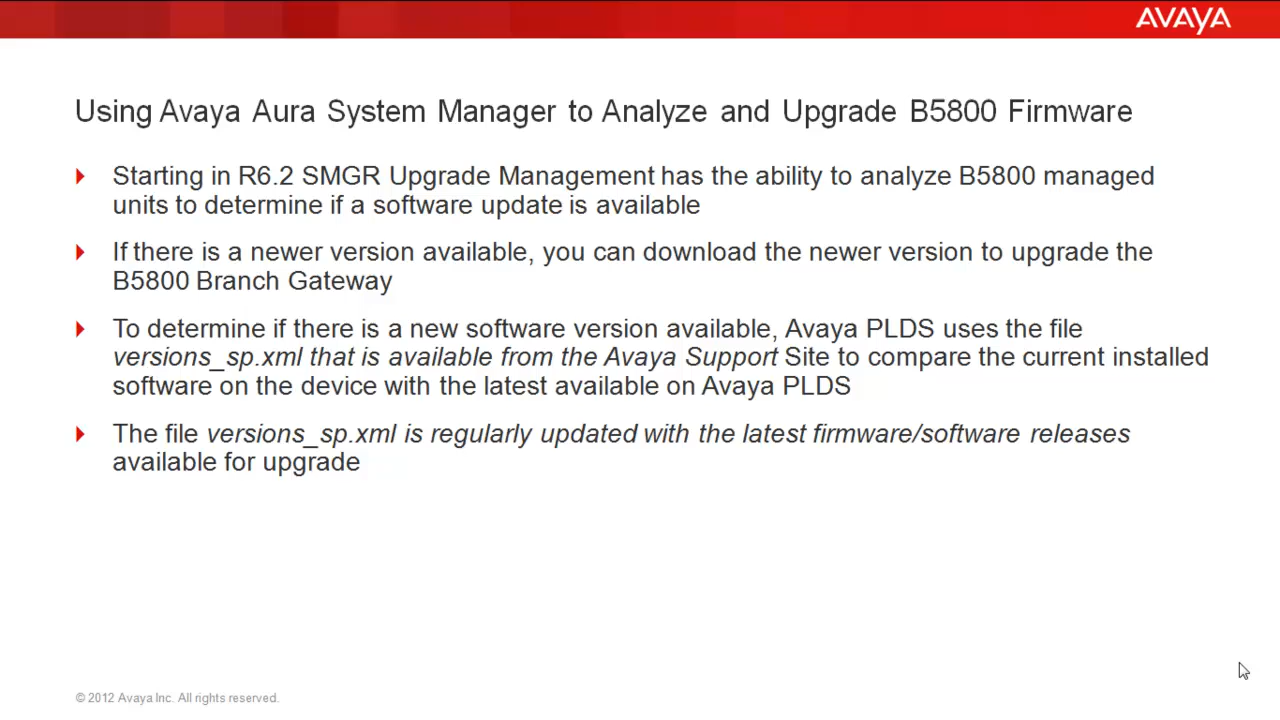 AVAYA
Using Avaya Aura System Manager to Analyze and Upgrade B5800 Firmware
Starting in R6.2 SMGR Upgrade Management has the ability to analyze B5800 managed
units to determine if a software update is available
If there is a newer version available, you can download the newer version to upgrade the
B5800 Branch Gateway
To determine if there is a new software version available, Avaya PLDS uses the file
versions_sp.xml that is available from the Avaya Support Site to compare the current installed
software on the device with the latest available on Avaya PLDS
The file versions_sp.xml is regularly updated with the latest firmware/software releases
available for upgrade
© 2012 Avaya Inc. All rights reserved.